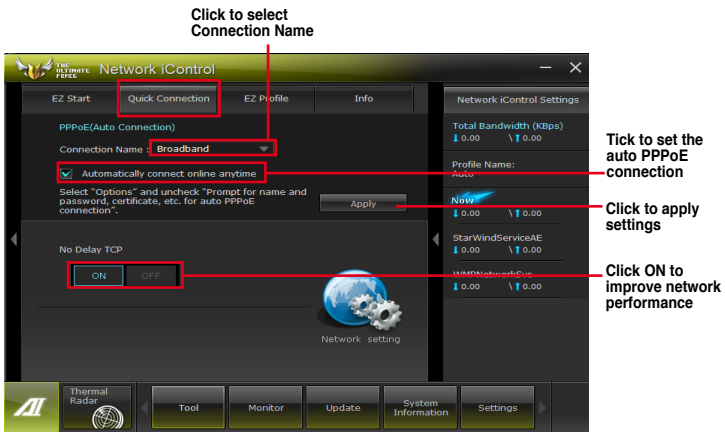 Click to select
Connection Name
THE ULTIMATE FORCE
Network iControl
EZ Start
Quick Connection
EZ Profile
Info
Network iControl Settings
PPPoE(Auto Connection)
Connection Name : Broadband
Automatically connect online anytime
Select "Options" and uncheck "Prompt for name and
password, certificate, etc. for auto PPPoE
connection".
Apply
No Delay TCP
ON
OFF
Network setting
Total Bandwidth (KBps)
0.00 \ 0.00
Profile Name:
Auto
Now
0.00 \ 0.00
StarWindServiceAE
0.00 \ 0.00
WMPNetworkSvc
0.00 \ 0.00
Tick to set the
auto PPPoE
connection
Click to apply
settings
Click ON to
improve network
performance
AI
Thermal
Radar
Tool
Monitor
Update
System
Information
Settings